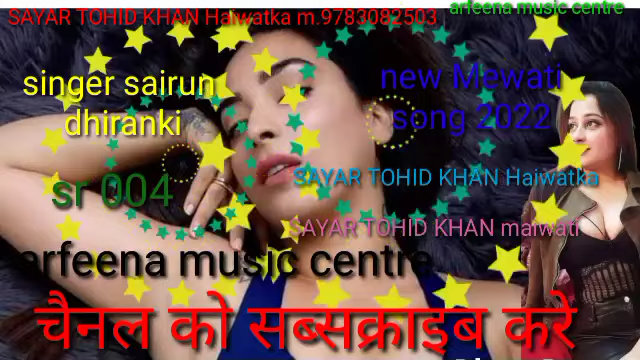 SAYAR TOHID KHAN Haiwatka m.9783082503
arfeena music centre
singer sairun
dhiranki
new Mewati
song 2022
sr 004
SAYAR TOHID KHAN Haiwatka
SAYAR TOHID KHAN maiwati
arfeena music centre
चैनल को सब्सक्राइब करे